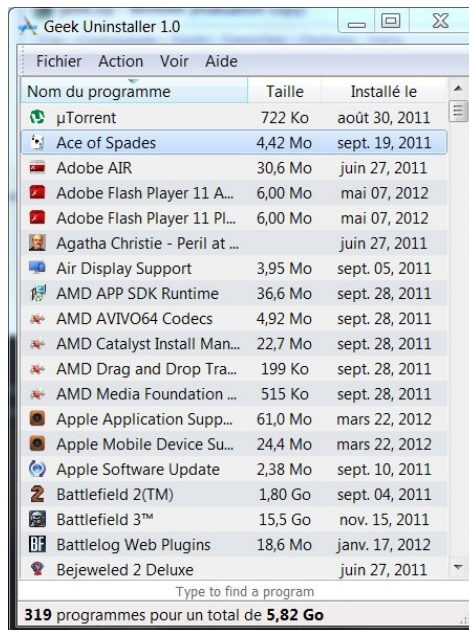 Geek Uninstaller 1.0
Fichier Action Voir Aide
Nom du programme Taille Installé le
µTorrent 722 Ko août 30, 2011
Ace of Spades 4,42 Mo sept. 19, 2011
Adobe AIR 30,6 Mo juin 27, 2011
Adobe Flash Player 11 A... 6,00 Mo mai 07, 2012
Adobe Flash Player 11 Pl... 6,00 Mo mai 07, 2012
Agatha Christie - Peril at ... juin 27, 2011
Air Display Support 3,95 Mo sept. 05, 2011
AMD APP SDK Runtime 36,6 Mo sept. 28, 2011
AMD AVIVO64 Codecs 4,92 Mo sept. 28, 2011
AMD Catalyst Install Man... 22,7 Mo sept. 28, 2011
AMD Drag and Drop Tra... 199 Ko sept. 28, 2011
AMD Media Foundation ... 515 Ko sept. 28, 2011
Apple Application Supp... 61,0 Mo mars 22, 2012
Apple Mobile Device Su... 24,4 Mo mars 22, 2012
Apple Software Update 2,38 Mo sept. 10, 2011
Battlefield 2(TM) 1,80 Go sept. 04, 2011
Battlefield 3™ 15,5 Go nov. 15, 2011
Battlelog Web Plugins 18,6 Mo janv. 17, 2012
Bejeweled 2 Deluxe juin 27, 2011
Type to find a program
319 programmes pour un total de 5,82 Go